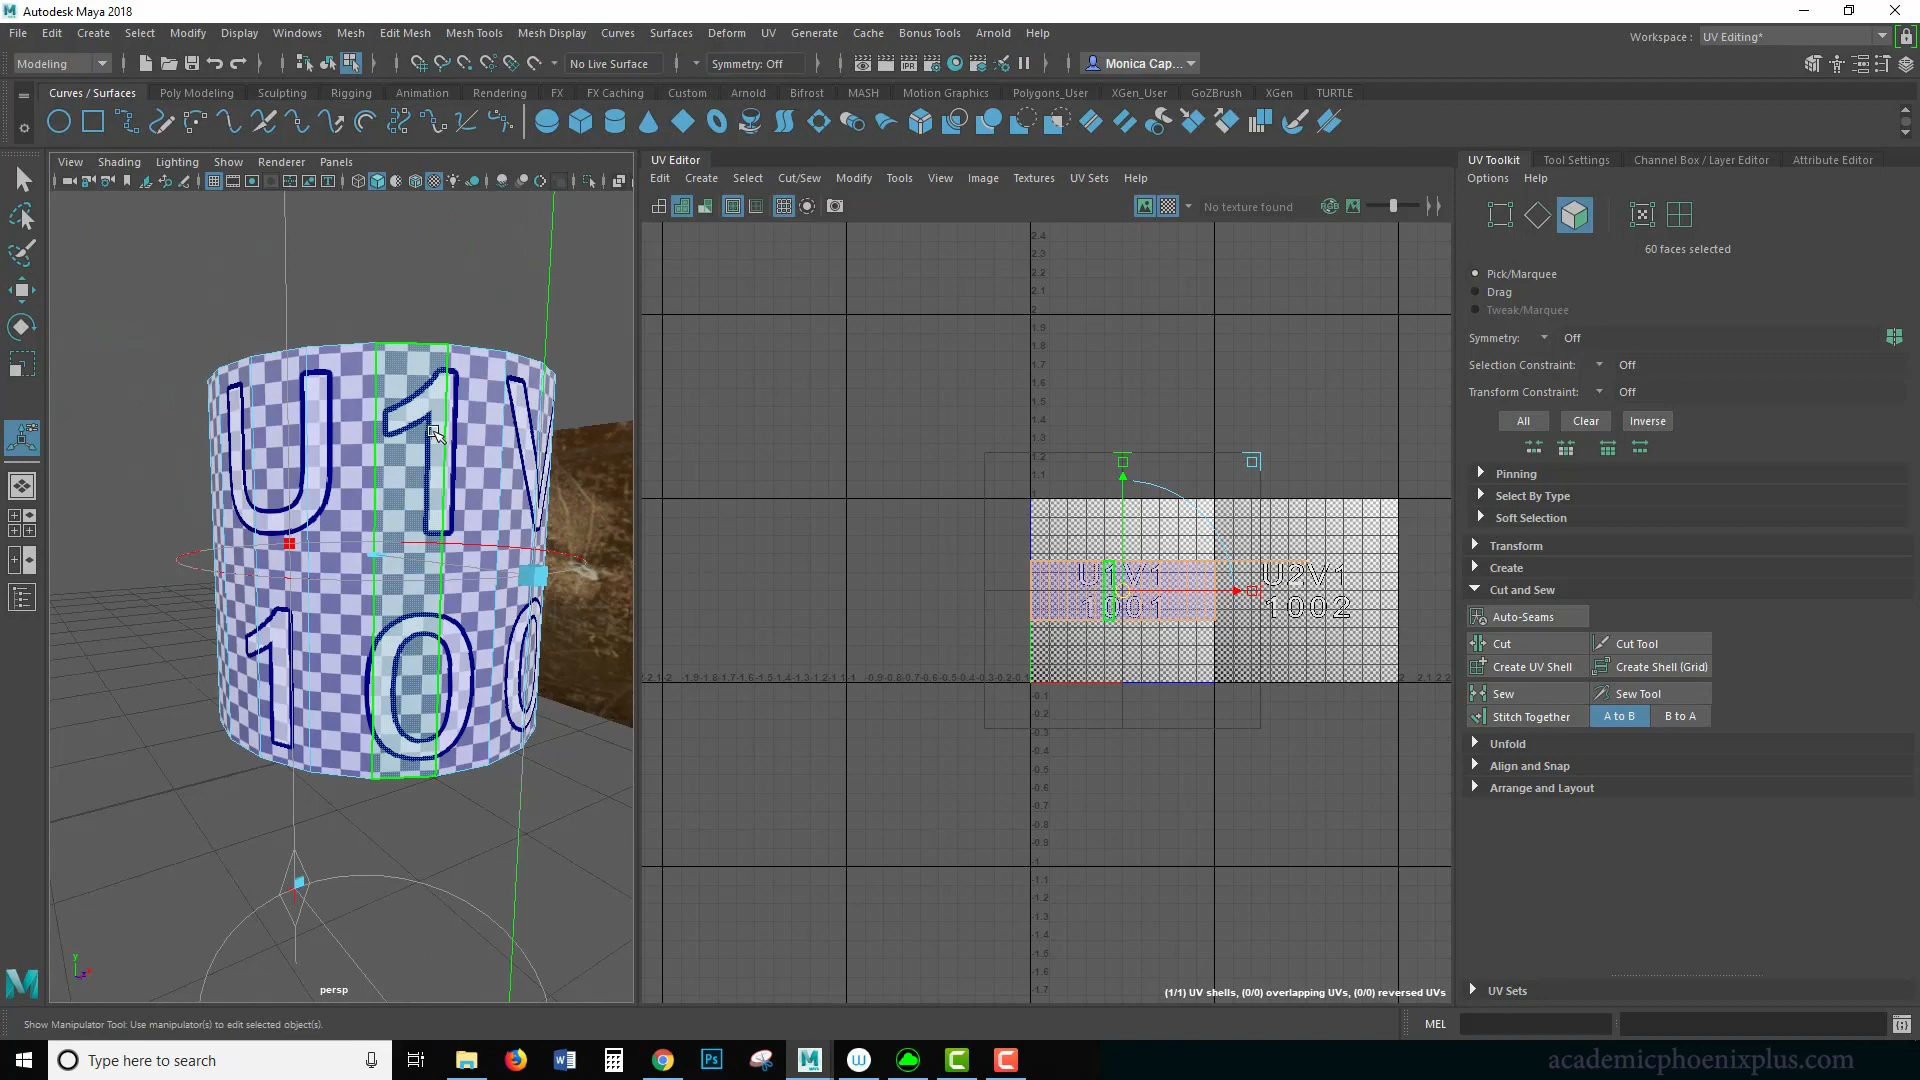 Autodesk Maya 2018
File Edit Create Select Modify Display Windows Mesh Edit Mesh Mesh Tools Mesh Display Curves Surfaces Deform UV Generate Cache Bonus Tools Arnold Help
Workspace : UV Editing*
Modeling
No Live Surface
Symmetry: Off
Monica Cap...
Curves / Surfaces Poly Modeling Sculpting Rigging Animation Rendering FX FX Caching Custom Arnold Bifrost MASH Motion Graphics Polygons_User XGen_User GoZBrush XGen TURTLE
View Shading Lighting Show Renderer Panels
UV Editor
Edit Create Select Cut/Sew Modify Tools View Image Textures UV Sets Help
No texture found
UV Toolkit Tool Settings Channel Box / Layer Editor Attribute Editor
Options Help
60 faces selected
Pick/Marquee
Drag
Tweak/Marquee
Symmetry: Off
Selection Constraint: Off
Transform Constraint: Off
All Clear Inverse
Pinning
Select By Type
Soft Selection
Transform
Create
Cut and Sew
Auto-Seams
Cut Cut Tool
Create UV Shell Create Shell (Grid)
Sew Sew Tool
Stitch Together A to B B to A
Unfold
Align and Snap
Arrange and Layout
UV Sets
U1V
100
U1V1 U2V1
1001 1002
persp
(1/1) UV shells, (0/0) overlapping UVs, (0/0) reversed UVs
Show Manipulator Tool: Use manipulator(s) to edit selected object(s).
MEL
Type here to search
academicphoenixplus.com